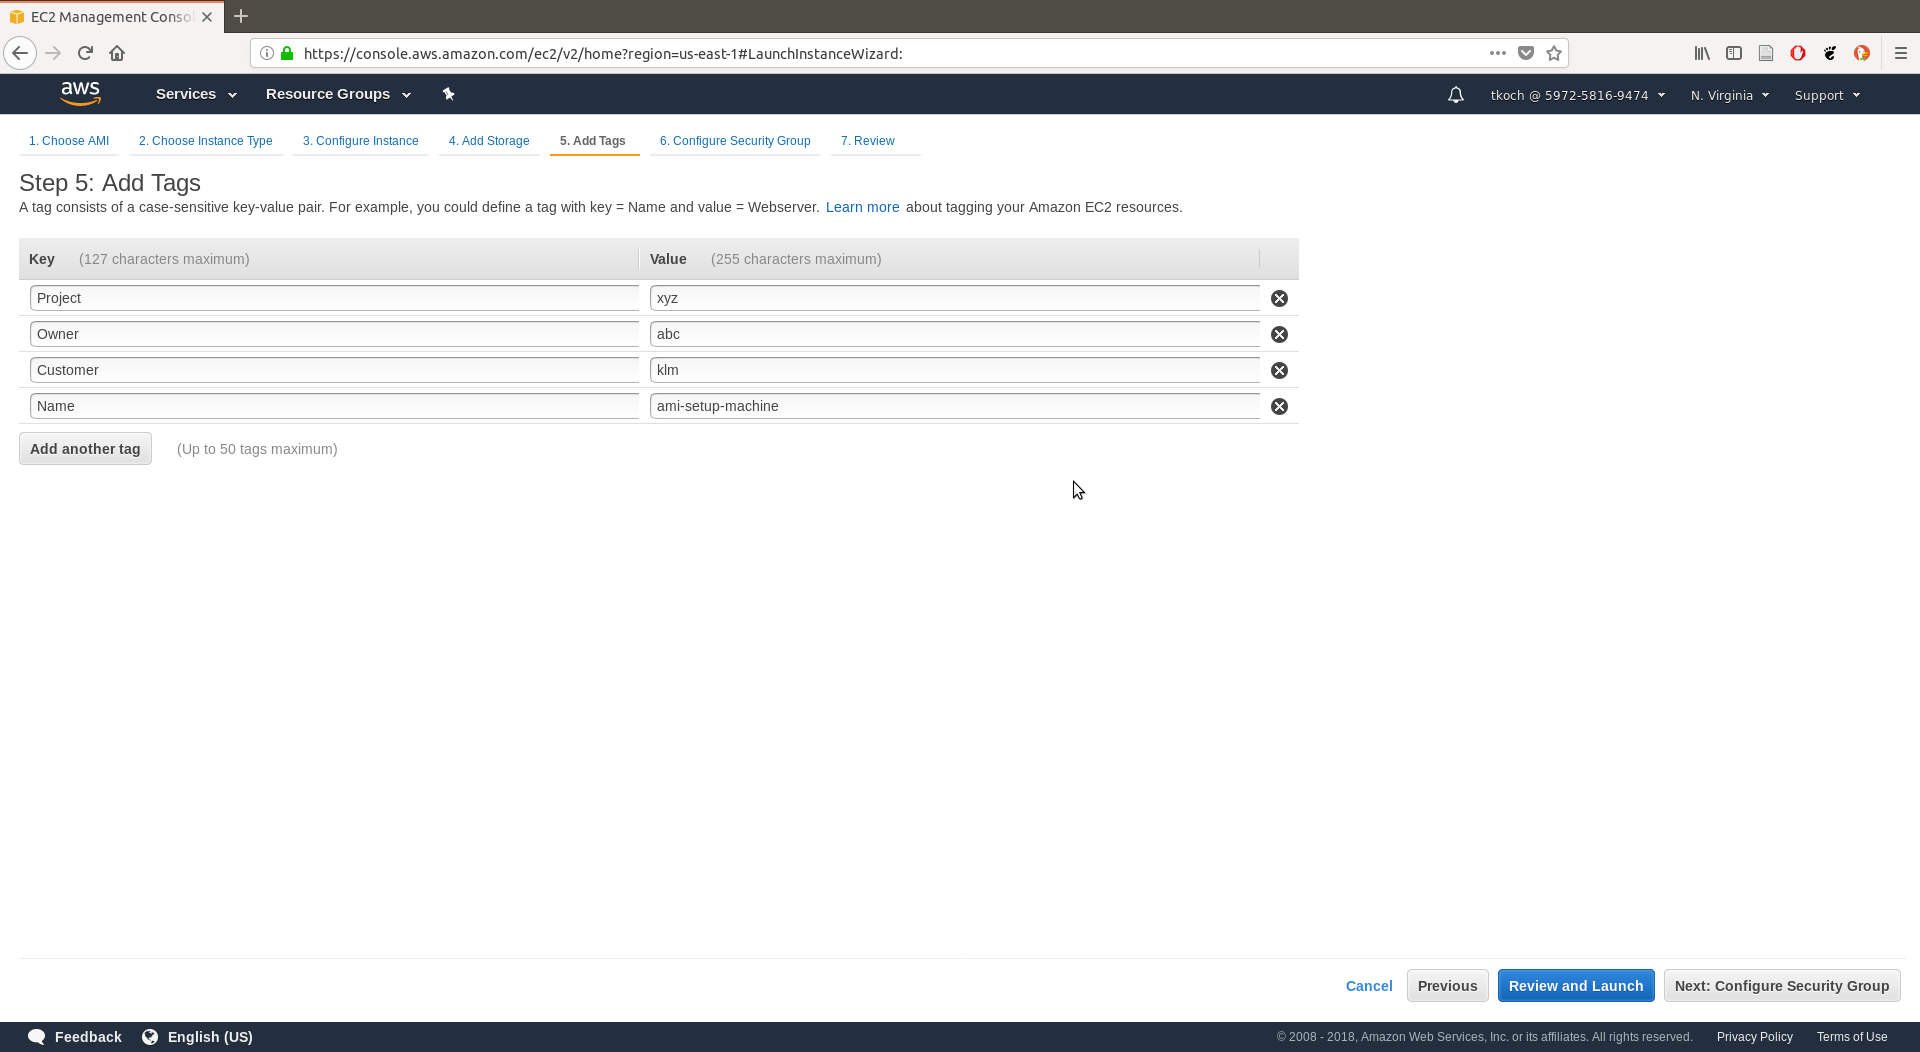 EC2 Management Conso
https://console.aws.amazon.com/ec2/v2/home?region=us-east-1#LaunchInstanceWizard:
aws Services Resource Groups tkoch @ 5972-5816-9474 N. Virginia Support
1. Choose AMI 2. Choose Instance Type 3. Configure Instance 4. Add Storage 5. Add Tags 6. Configure Security Group 7. Review
Step 5: Add Tags
A tag consists of a case-sensitive key-value pair. For example, you could define a tag with key = Name and value = Webserver. Learn more about tagging your Amazon EC2 resources.
Key (127 characters maximum) Value (255 characters maximum)
Project xyz
Owner abc
Customer klm
Name ami-setup-machine
Add another tag (Up to 50 tags maximum)
Cancel Previous Review and Launch Next: Configure Security Group
Feedback English (US) © 2008 - 2018, Amazon Web Services, Inc. or its affiliates. All rights reserved. Privacy Policy Terms of Use